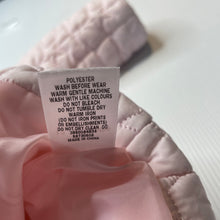 POLYESTER
WASH BEFORE WEAR
WARM GENTLE MACHINE
WASH WITH LIKE COLOURS
DO NOT BLEACH
DO NOT TUMBLE DRY
WARM IRON
(DO NOT IRON PRINTS
OR EMBELLISHMENTS)
DO NOT DRY CLEAN
MADE IN CHINA